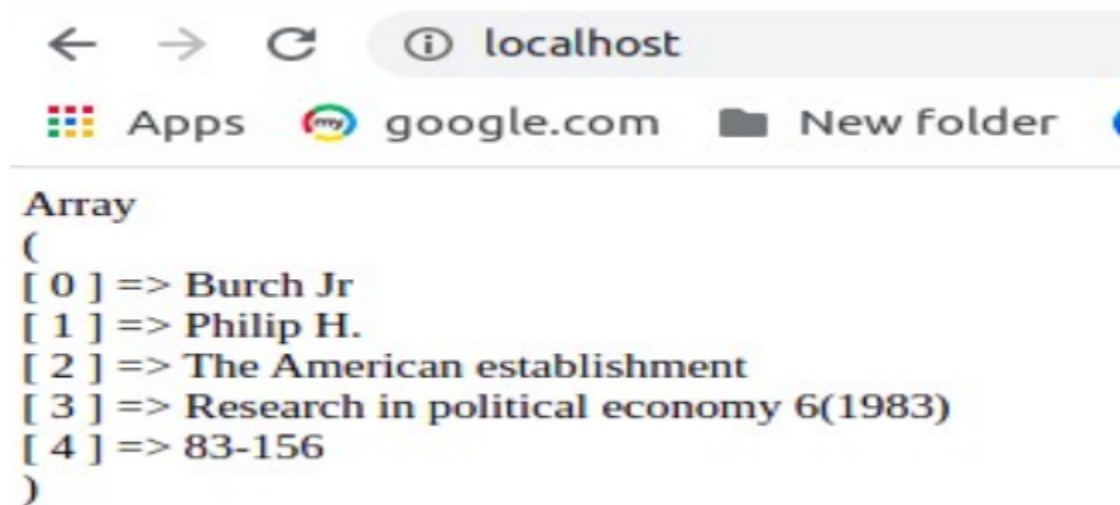 localhost
Apps my google.com New folder
Array
(
[ 0 ] => Burch Jr
[ 1 ] => Philip H.
[ 2 ] => The American establishment
[ 3 ] => Research in political economy 6(1983)
[ 4 ] => 83-156
)